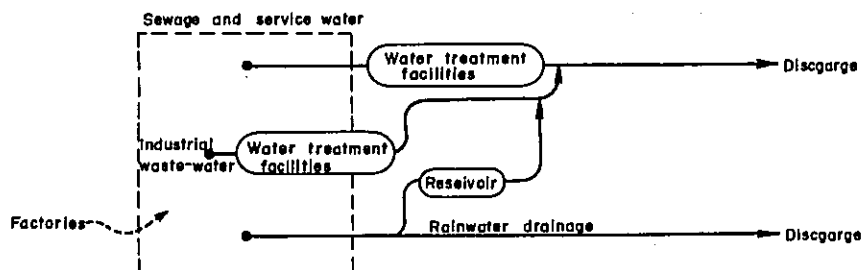 Sewage and service water
Water treatment
facilities
Discgarge
Industrial
waste-water
Water treatment
facilities
Reseivoir
Factories
Rainwater drainage
Discgarge